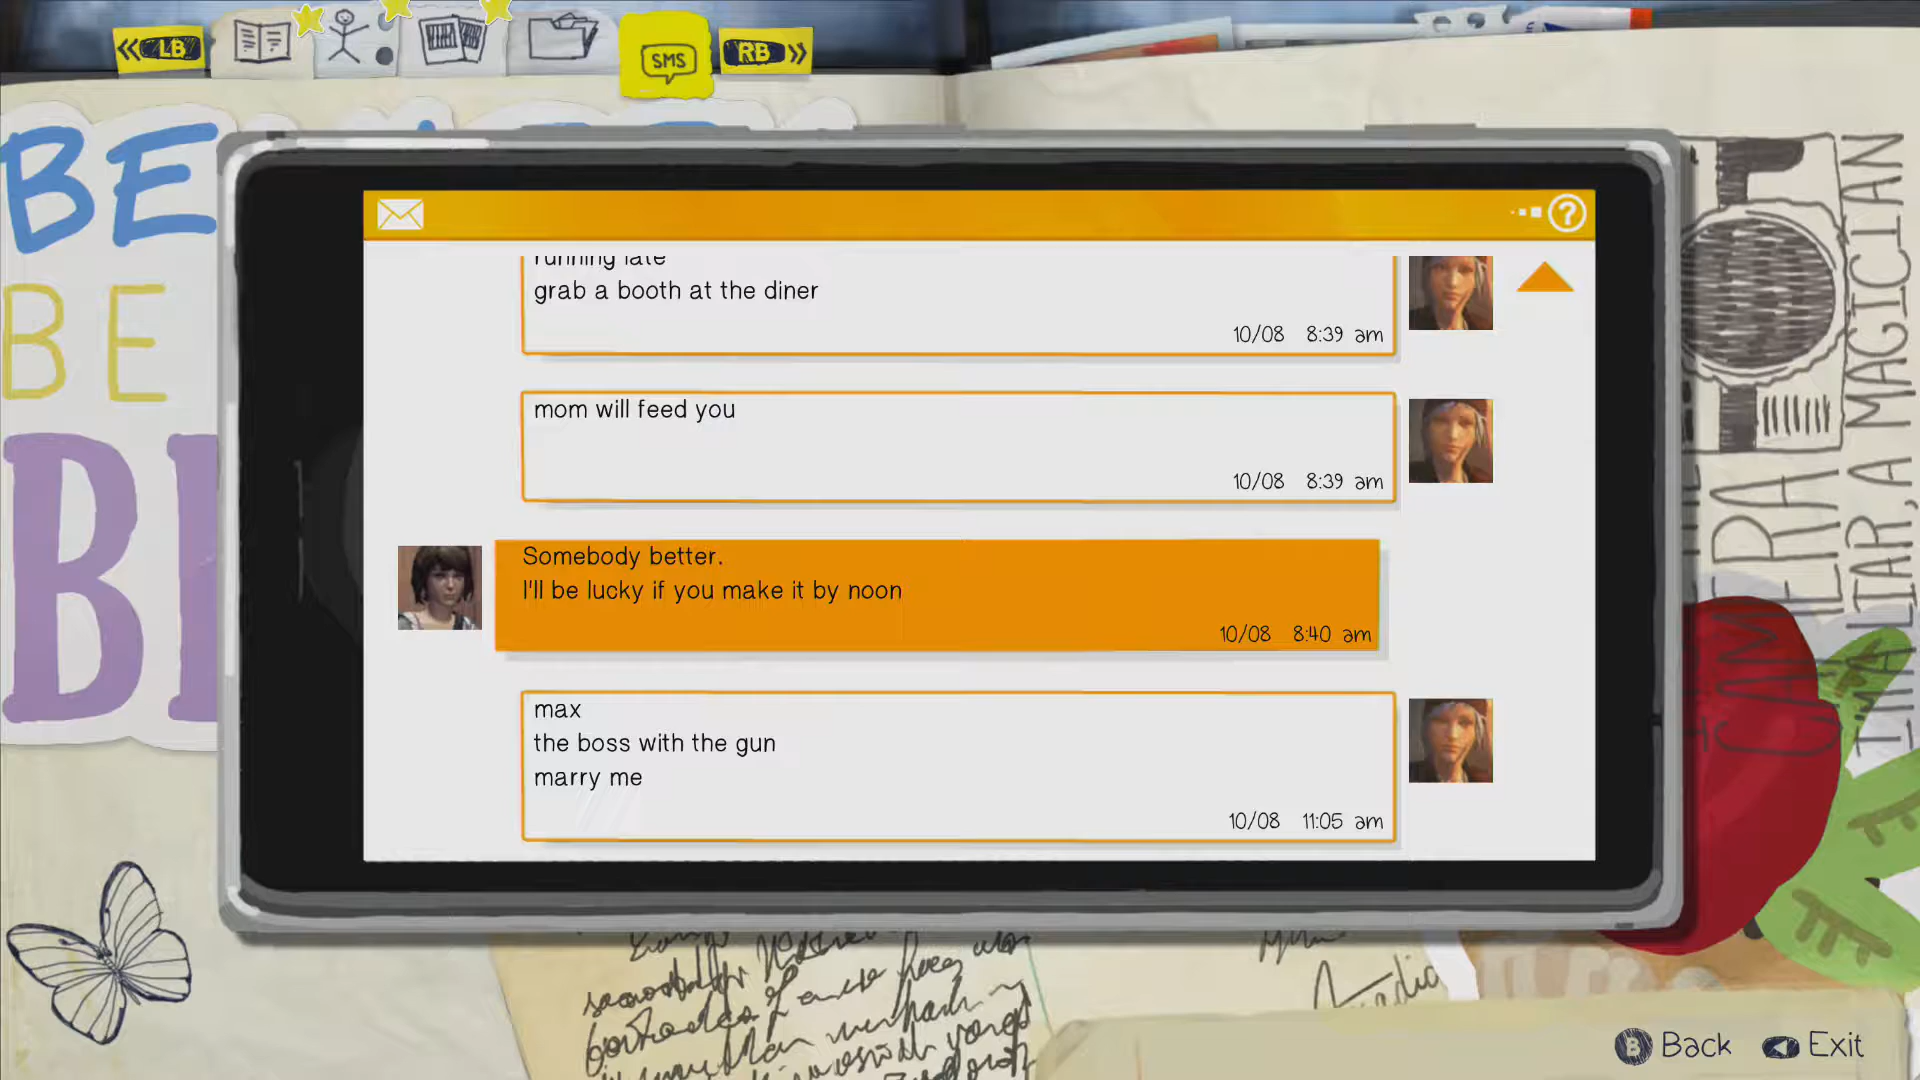 LB
SMS
RB
BE
BE
running late
grab a booth at the diner
10/08 8:39 am
mom will feed you
10/08 8:39 am
Somebody better.
I'll be lucky if you make it by noon
10/08 8:40 am
max
the boss with the gun
marry me
10/08 11:05 am
?
CAMERA
LIAR, A MAGICIAN
B Back
Exit